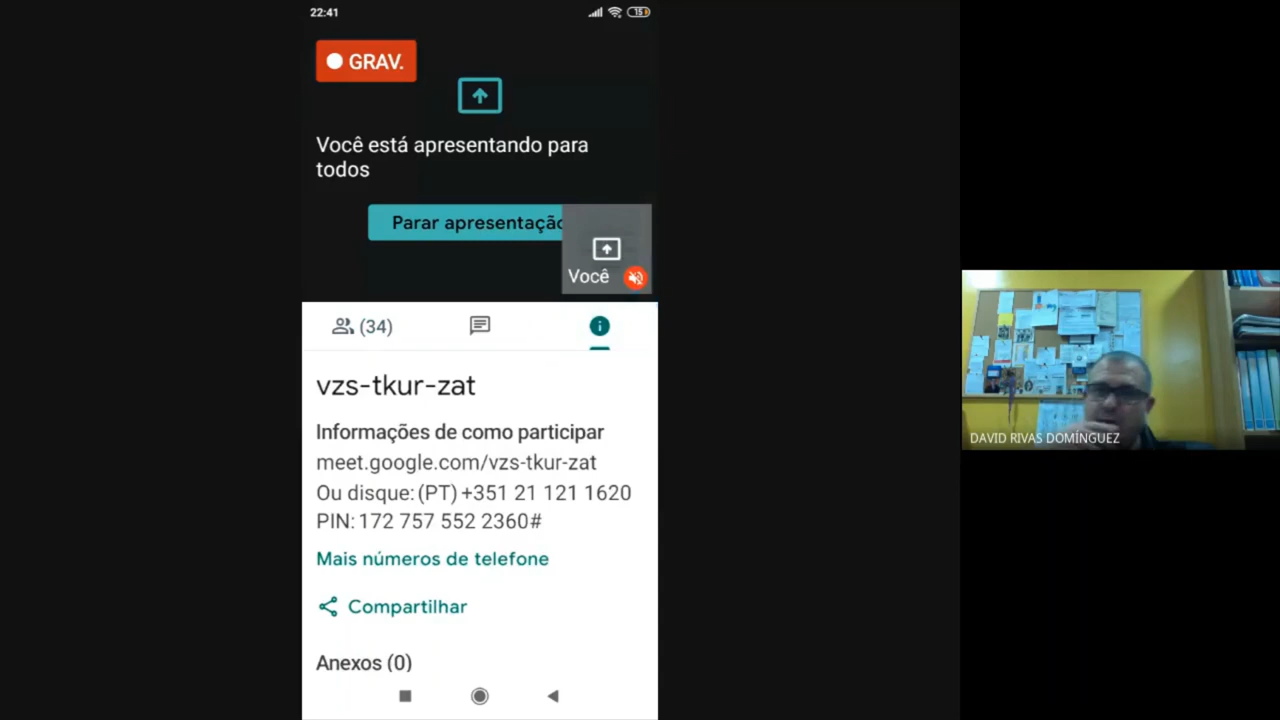 22:41
15
GRAV.
Você está apresentando para
todos
Parar apresentação
Você
(34)
vzs-tkur-zat
Informações de como participar
meet.google.com/vzs-tkur-zat
Ou disque: (PT) +351 21 121 1620
PIN: 172 757 552 2360#
Mais números de telefone
Compartilhar
Anexos (0)
DAVID RIVAS DOMÍNGUEZ